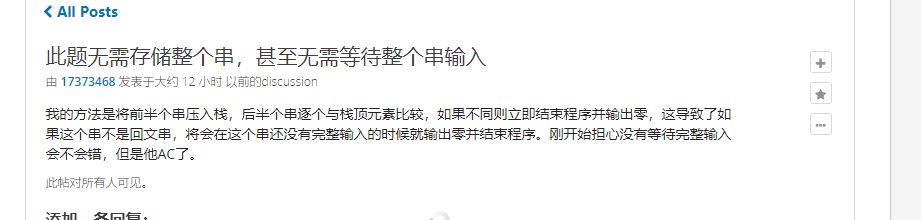 All Posts
此题无需存储整个串，甚至无需等待整个串输入
由 17373468 发表于大约 12 小时 以前的discussion
我的方法是将前半个串压入栈，后半个串逐个与栈顶元素比较，如果不同则立即结束程序并输出零，这导致了如
果这个串不是回文串，将会在这个串还没有完整输入的时候就输出零并结束程序。刚开始担心没有等待完整输入
会不会错，但是他AC了。
此帖对所有人可见。
添加一条回复：